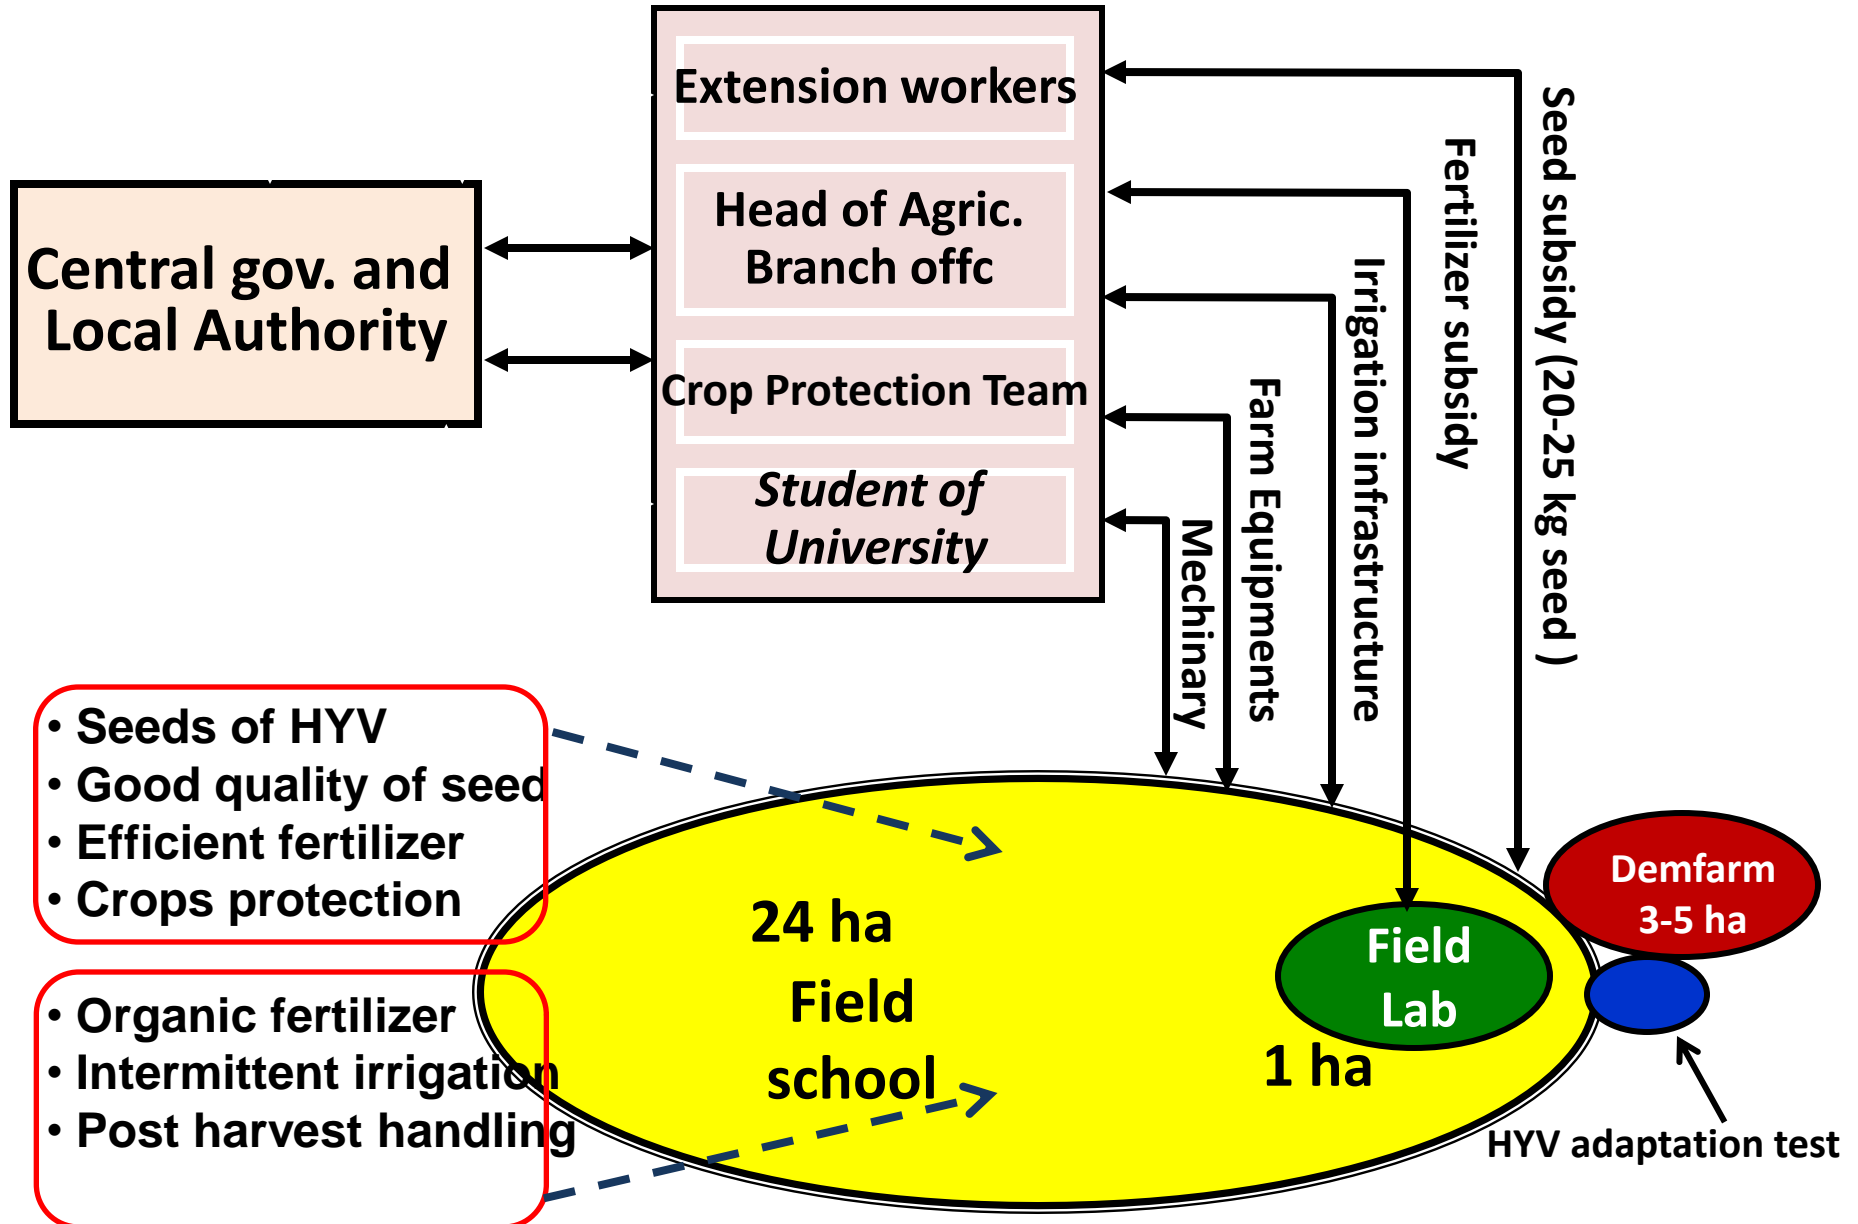 Extension workers
Head of Agric.
Branch offc
Crop Protection Team
Student of
University
Central gov. and
Local Authority
Seed subsidy (20-25 kg seed )
Fertilizer subsidy
Irrigation infrastructure
Farm Equipments
Mechinary
• Seeds of HYV
• Good quality of seed
• Efficient fertilizer
• Crops protection
• Organic fertilizer
• Intermittent irrigation
• Post harvest handling
24 ha
Field
school
Field
Lab
1 ha
Demfarm
3-5 ha
HYV adaptation test